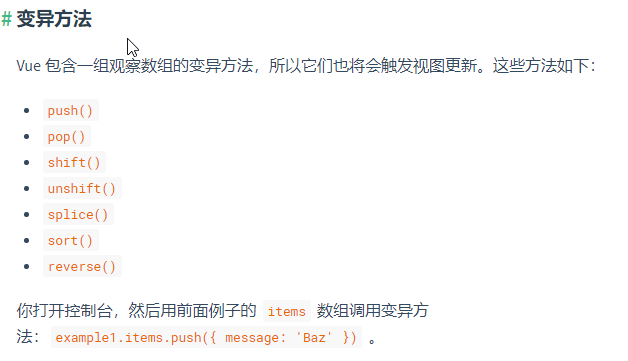 # 变异方法
Vue 包含一组观察数组的变异方法，所以它们也将会触发视图更新。这些方法如下：
push()
pop()
shift()
unshift()
splice()
sort()
reverse()
你打开控制台，然后用前面例子的 items 数组调用变异方
法：example1.items.push({ message: 'Baz' }) 。